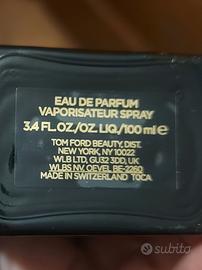 EAU DE PARFUM
VAPORISATEUR SPRAY
3.4 FL.OZ./OZ. LIQ./100 ml e
TOM FORD BEAUTY, DIST.
NEW YORK, NY 10022
W.I.B LTD, GU32 3DD, UK
WLBS NV, OEVEL BE-2260
MADE IN SWITZERLAND TOCA
subito